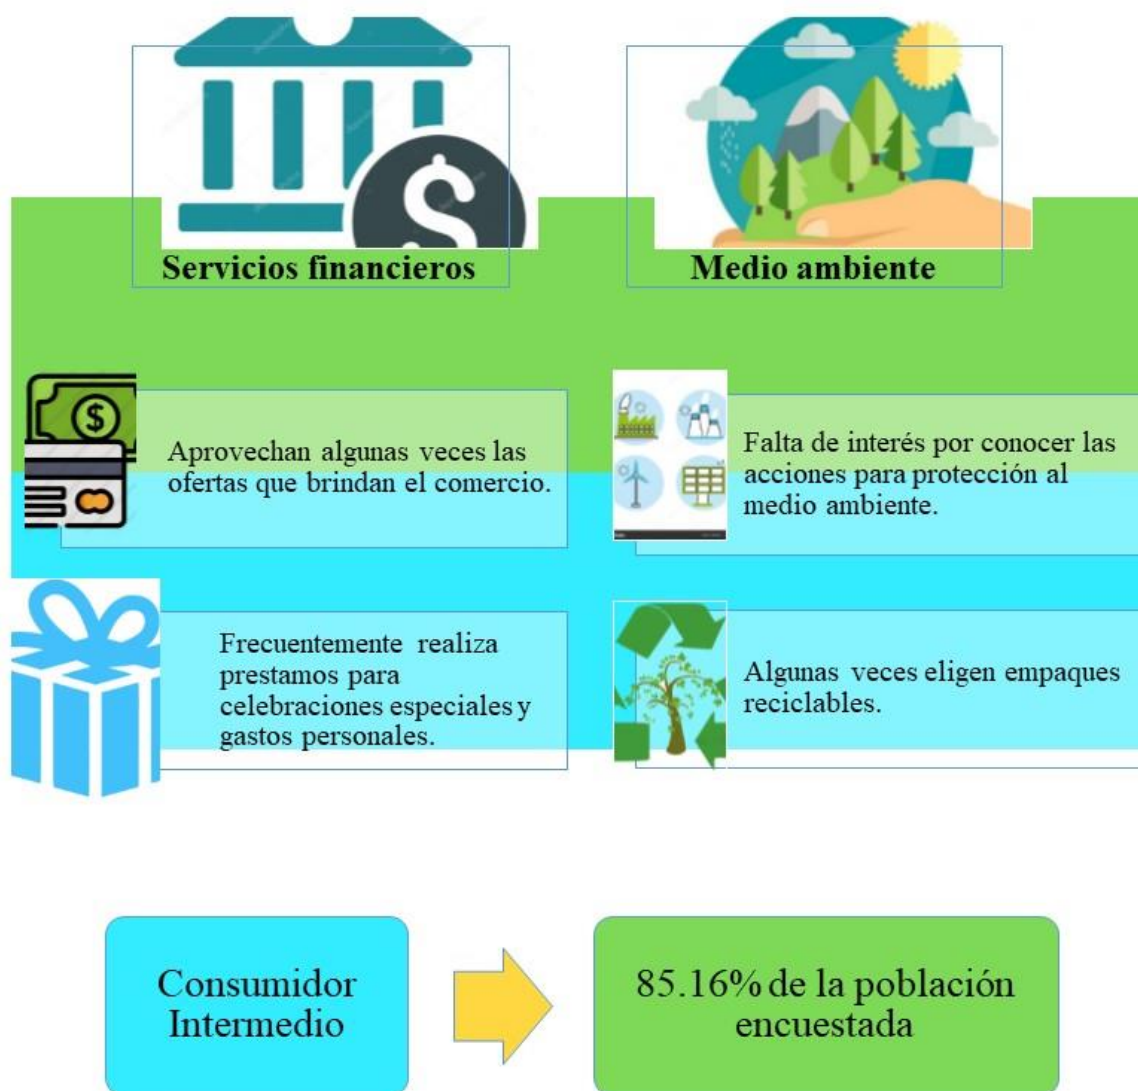 Servicios financieros
Medio ambiente
Aprovechan algunas veces las
ofertas que brindan el comercio.
Falta de interés por conocer las
acciones para protección al
medio ambiente.
Frecuentemente realiza
prestamos para
celebraciones especiales y
gastos personales.
Algunas veces eligen empaques
reciclables.
Consumidor
Intermedio
85.16% de la población
encuestada